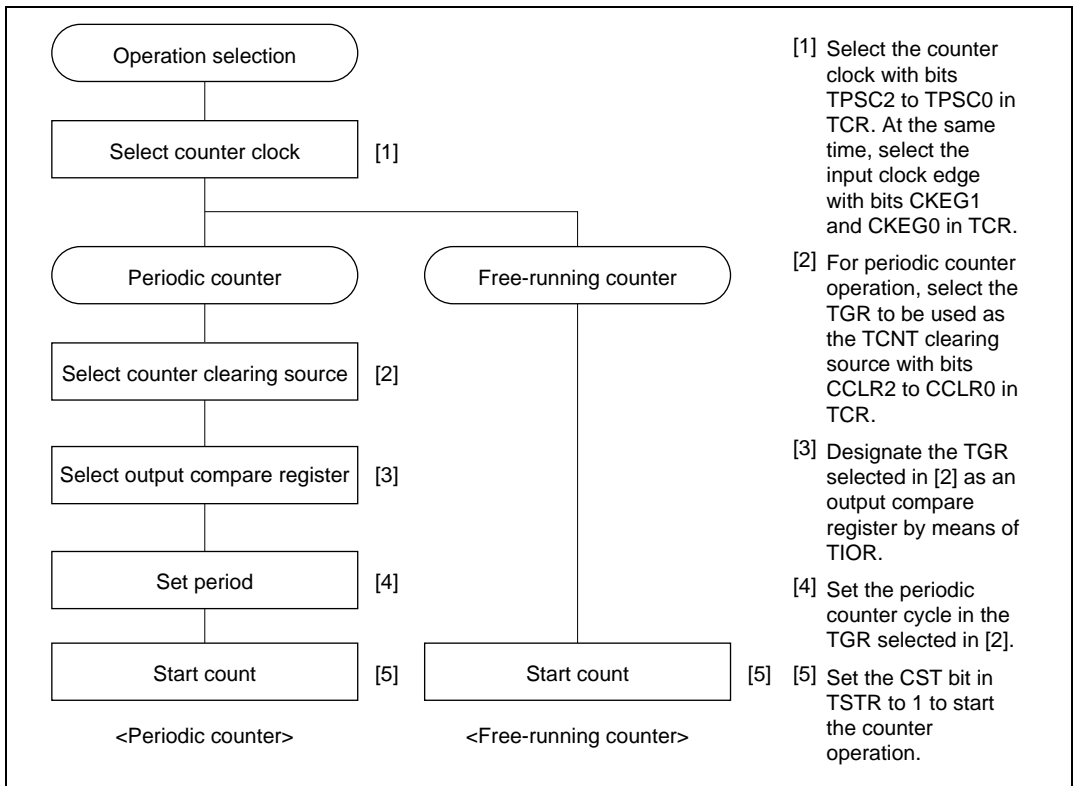 Operation selection
Select counter clock
[1]
Periodic counter
Free-running counter
Select counter clearing source
[2]
Select output compare register
[3]
Set period
[4]
Start count
[5]
Start count
[5]
<Periodic counter>
<Free-running counter>
[1] Select the counter
clock with bits
TPSC2 to TPSC0 in
TCR. At the same
time, select the
input clock edge
with bits CKEG1
and CKEG0 in TCR.
[2] For periodic counter
operation, select the
TGR to be used as
the TCNT clearing
source with bits
CCLR2 to CCLR0 in
TCR.
[3] Designate the TGR
selected in [2] as an
output compare
register by means of
TIOR.
[4] Set the periodic
counter cycle in the
TGR selected in [2].
[5] Set the CST bit in
TSTR to 1 to start
the counter
operation.